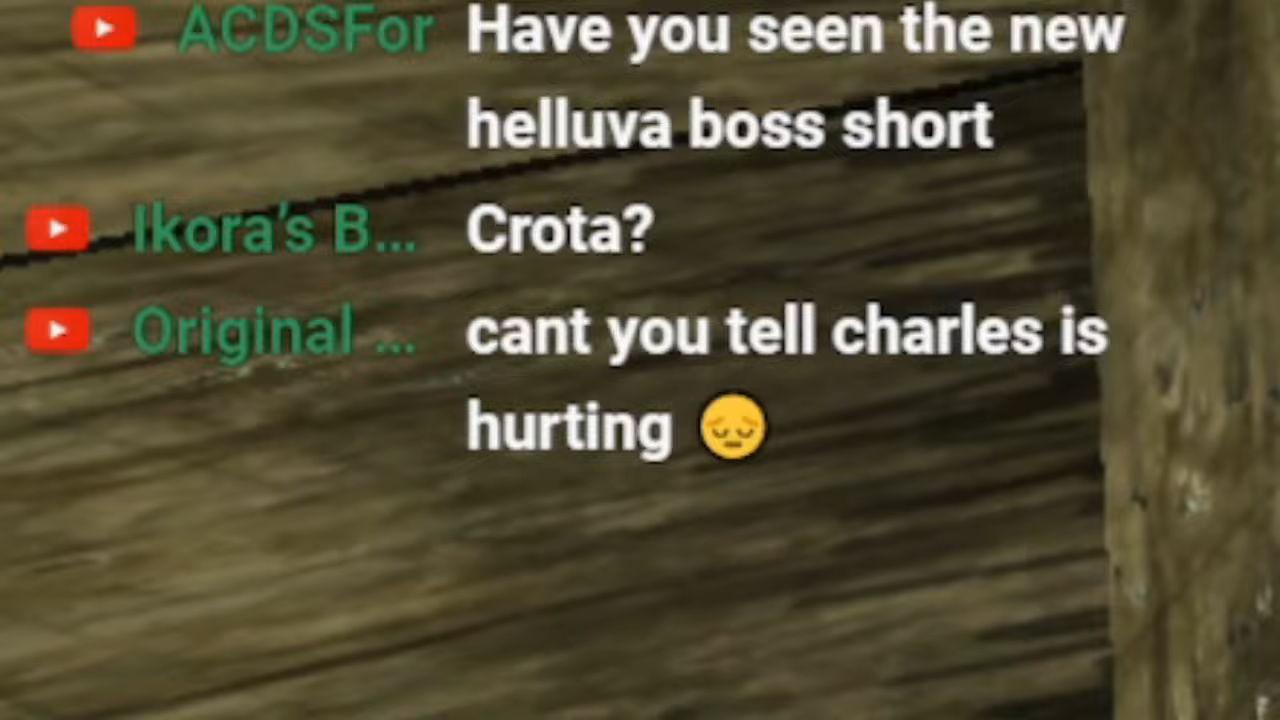 ACDSFor Have you seen the new
helluva boss short
Ikora’s B... Crota?
Original ... cant you tell charles is
hurting 😔